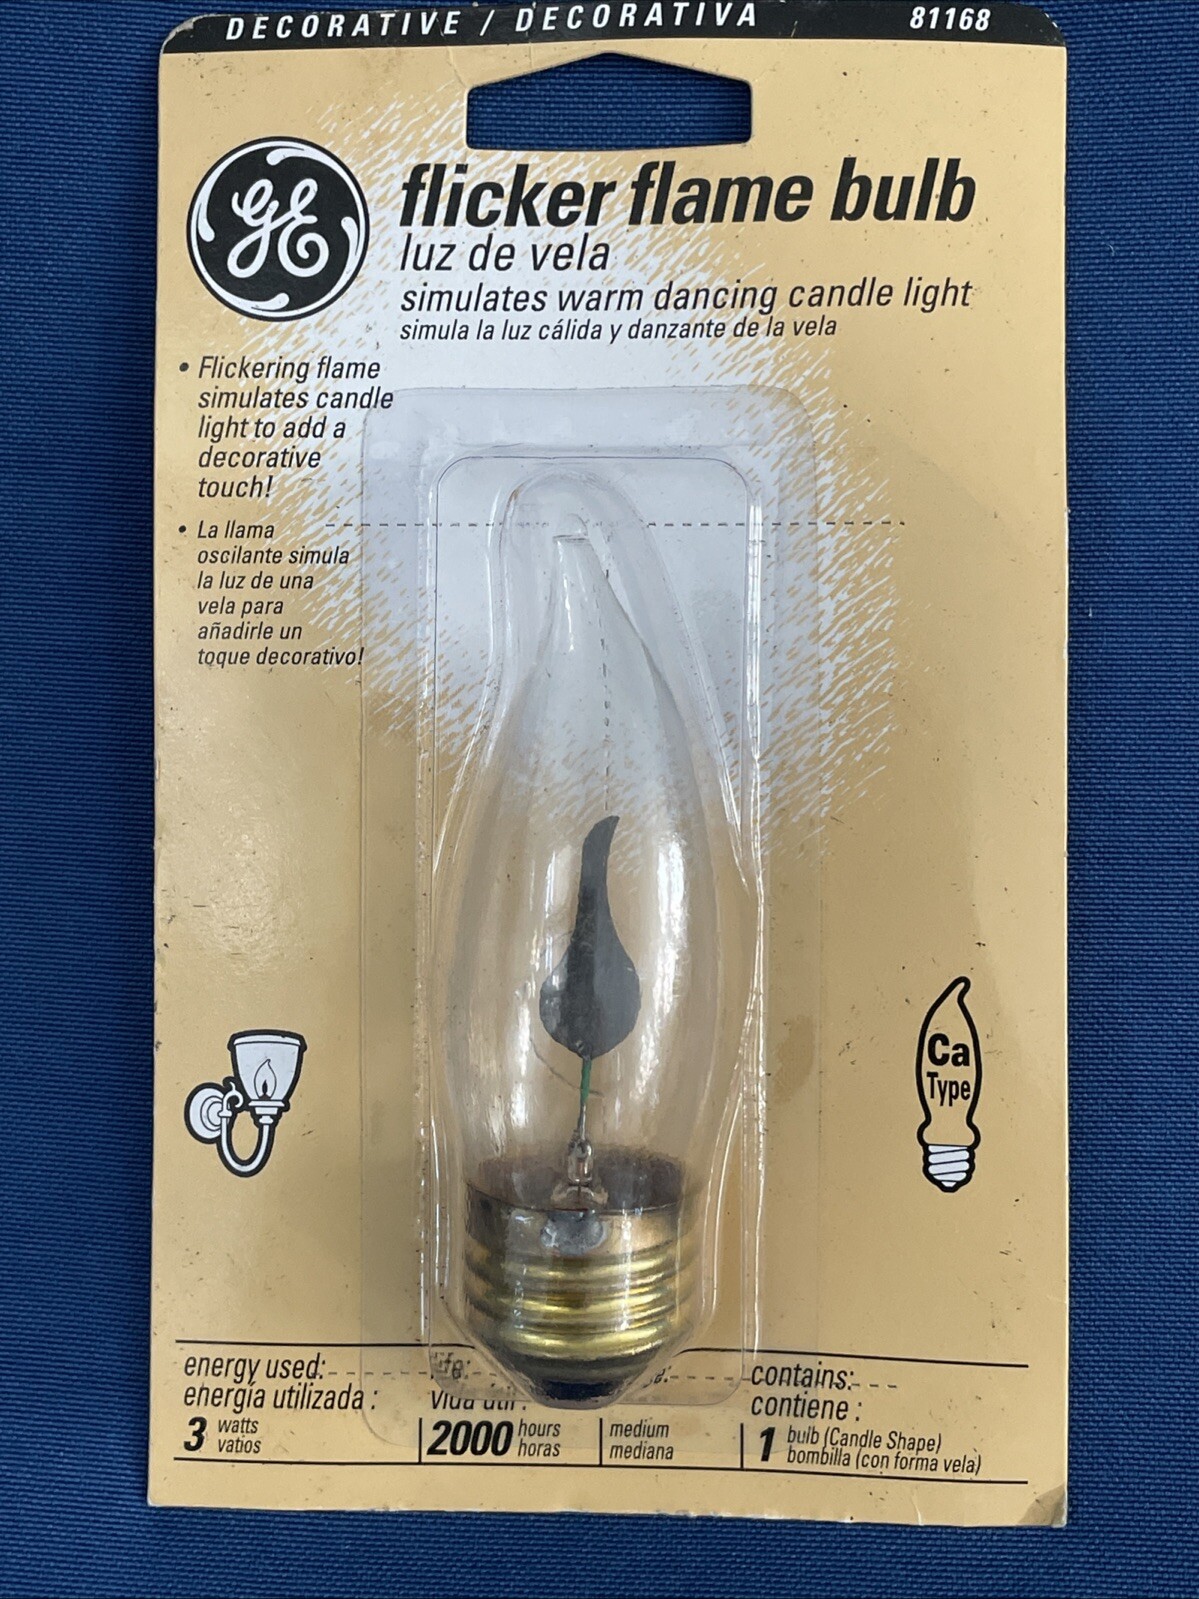 DECORATIVE / DECORATIVA 81168
GE
flicker flame bulb
luz de vela
simulates warm dancing candle light
simula la luz cálida y danzante de la vela
• Flickering flame
simulates candle
light to add a
decorative
touch!
• La llama
oscilante simula
la luz de una
vela para
añadirle un
toque decorativo!
Ca
Type
energy used:
energía utilizada :
3 watts
vatios
life:
vida útil :
2000 hours
horas
medium
mediana
contains:
contiene :
1 bulb (Candle Shape)
bombilla (con forma vela)